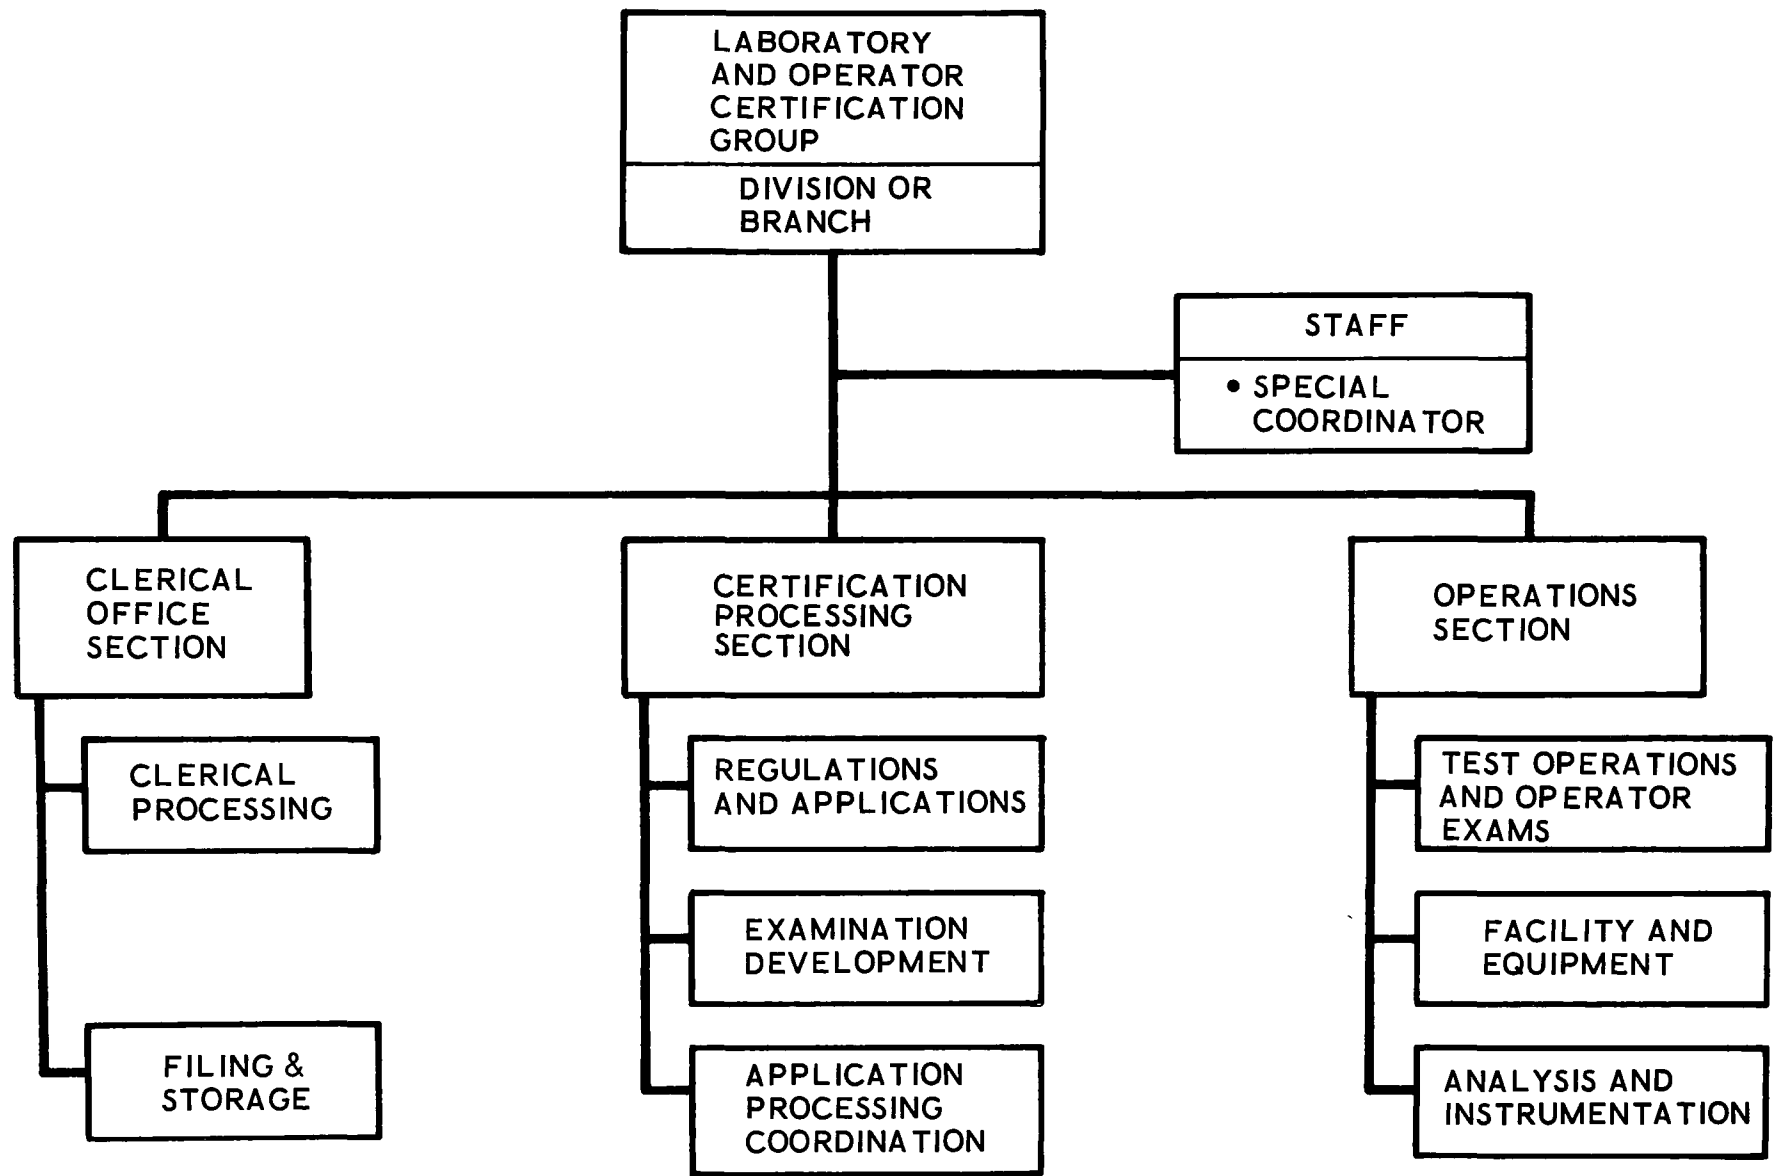 LABORATORY
AND OPERATOR
CERTIFICATION
GROUP
DIVISION OR
BRANCH
STAFF
• SPECIAL
COORDINATOR
CLERICAL
OFFICE
SECTION
CLERICAL
PROCESSING
FILING &
STORAGE
CERTIFICATION
PROCESSING
SECTION
REGULATIONS
AND APPLICATIONS
EXAMINATION
DEVELOPMENT
APPLICATION
PROCESSING
COORDINATION
OPERATIONS
SECTION
TEST OPERATIONS
AND OPERATOR
EXAMS
FACILITY AND
EQUIPMENT
ANALYSIS AND
INSTRUMENTATION